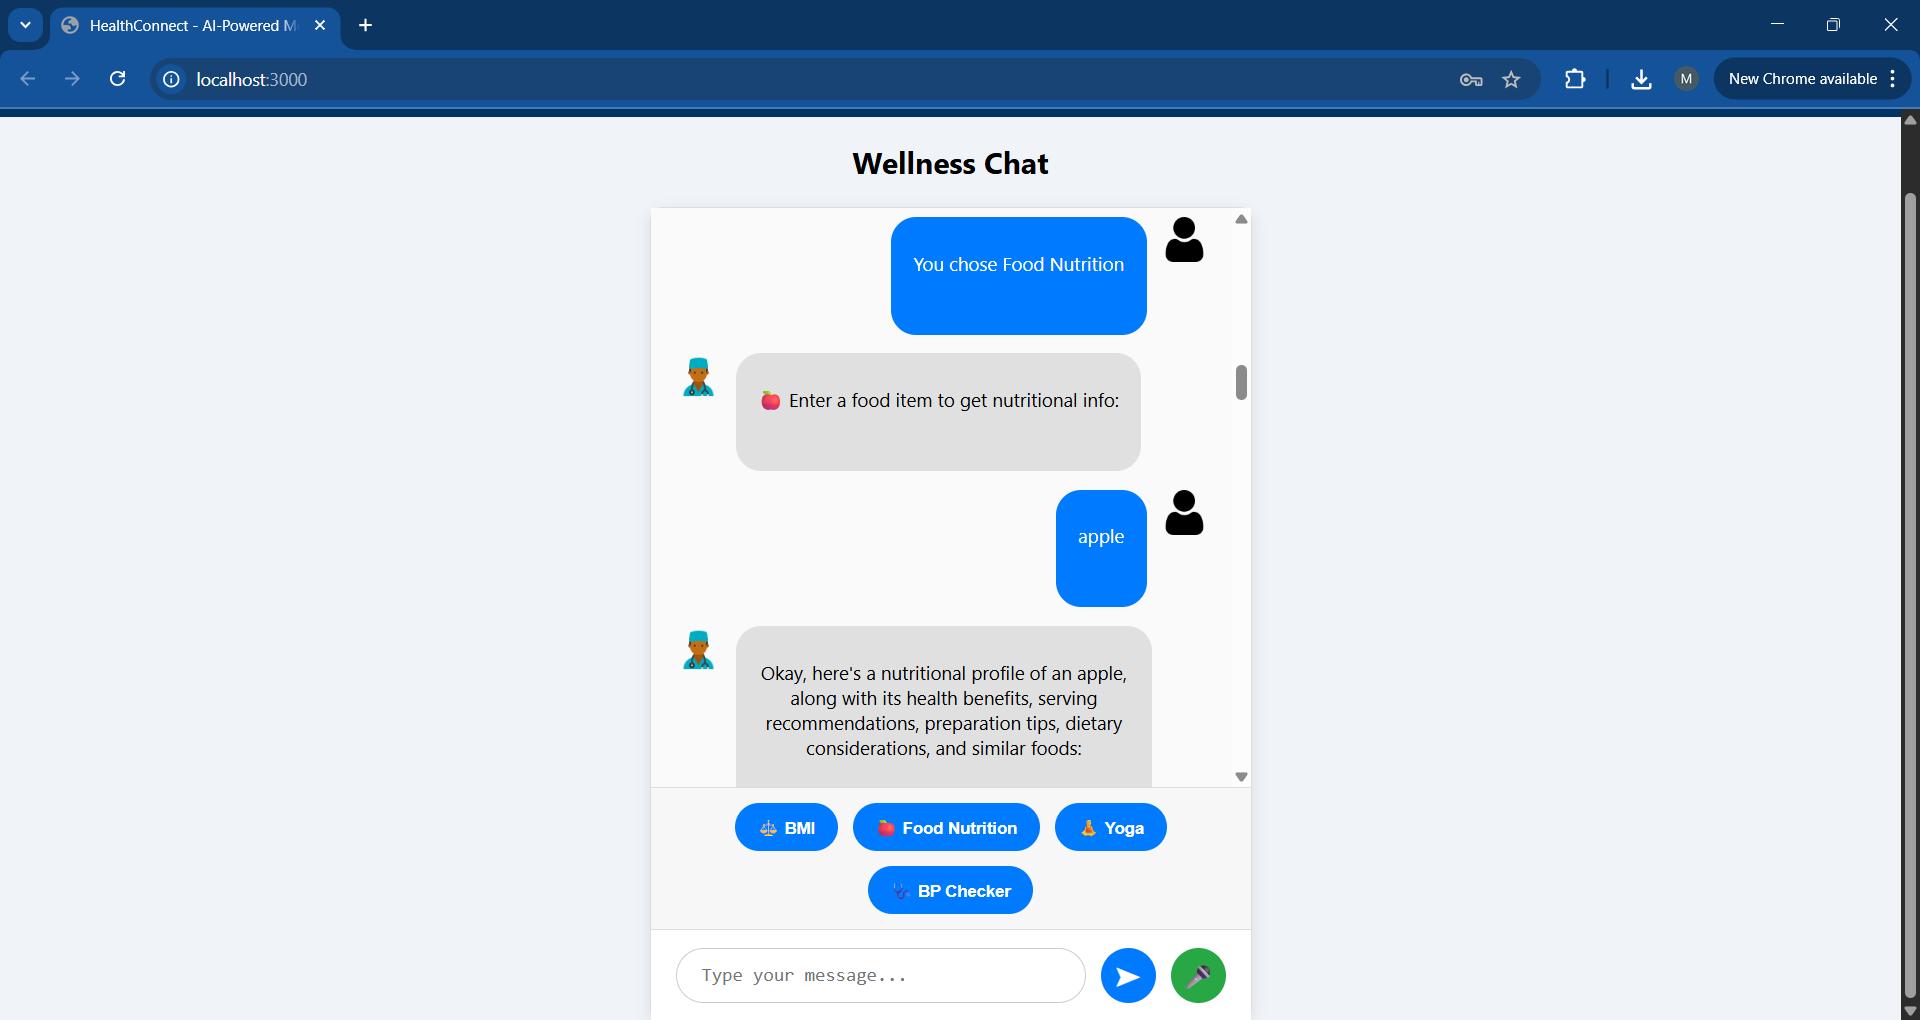 HealthConnect - AI-Powered M
localhost:3000
M
New Chrome available
Wellness Chat
You chose Food Nutrition
Enter a food item to get nutritional info:
apple
Okay, here's a nutritional profile of an apple,
along with its health benefits, serving
recommendations, preparation tips, dietary
considerations, and similar foods:
BMI
Food Nutrition
Yoga
BP Checker
Type your message...